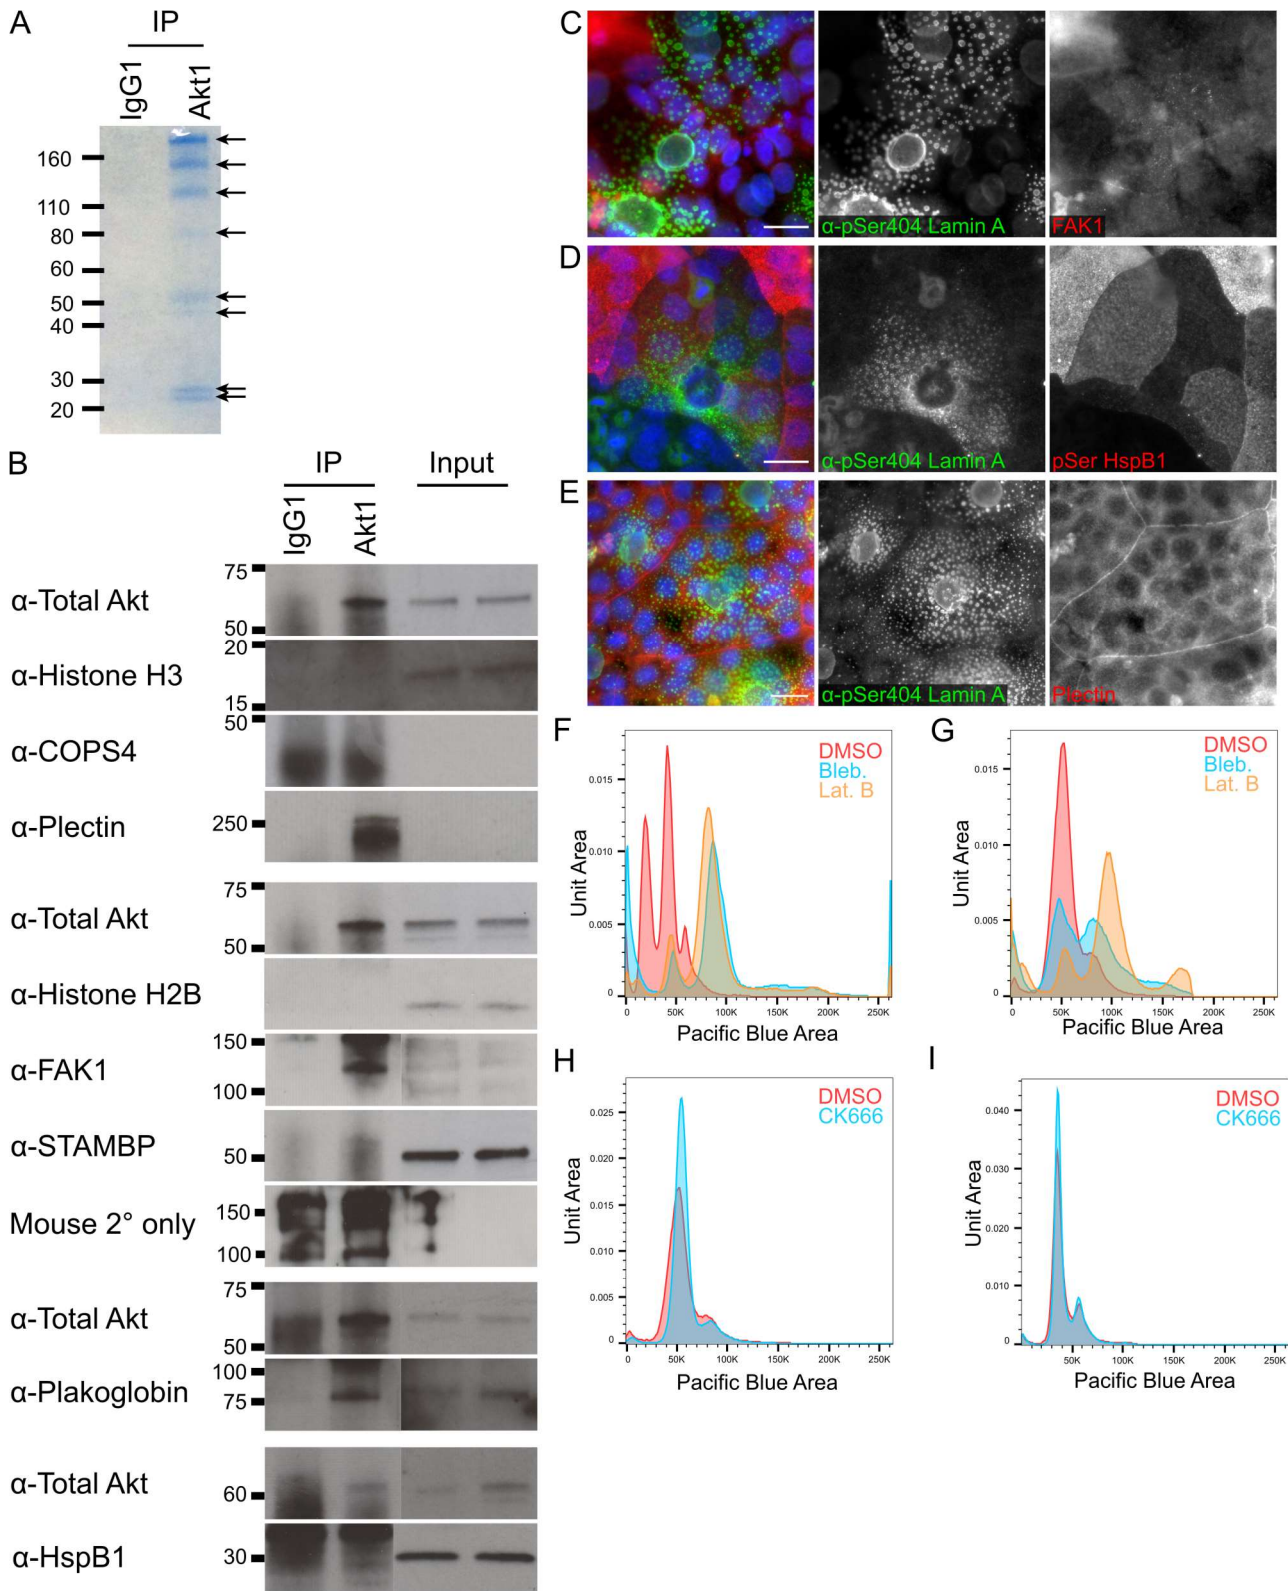 A
IP
IgG1
Akt1
160
110
80
60
50
40
30
20
B
IP
Input
IgG1
Akt1
α-Total Akt
75
50
α-Histone H3
20
15
α-COPS4
50
α-Plectin
250
α-Total Akt
75
50
α-Histone H2B
α-FAK1
150
100
α-STAMBP
50
Mouse 2° only
150
100
α-Total Akt
75
50
α-Plakoglobin
100
75
α-Total Akt
60
α-HspB1
30
C
α-pSer404 Lamin A
FAK1
D
α-pSer404 Lamin A
pSer HspB1
E
α-pSer404 Lamin A
Plectin
F
DMSO
Bleb.
Lat. B
Unit Area
0.015
0.010
0.005
0
0 50K 100K 150K 200K 250K
Pacific Blue Area
G
DMSO
Bleb.
Lat. B
Unit Area
0.015
0.010
0.005
0
0 50K 100K 150K 200K 250K
Pacific Blue Area
H
DMSO
CK666
Unit Area
0.025
0.020
0.015
0.010
0.005
0
0 50K 100K 150K 200K 250K
Pacific Blue Area
I
DMSO
CK666
Unit Area
0.040
0.030
0.020
0.010
0
50K 100K 150K 200K 250K
Pacific Blue Area